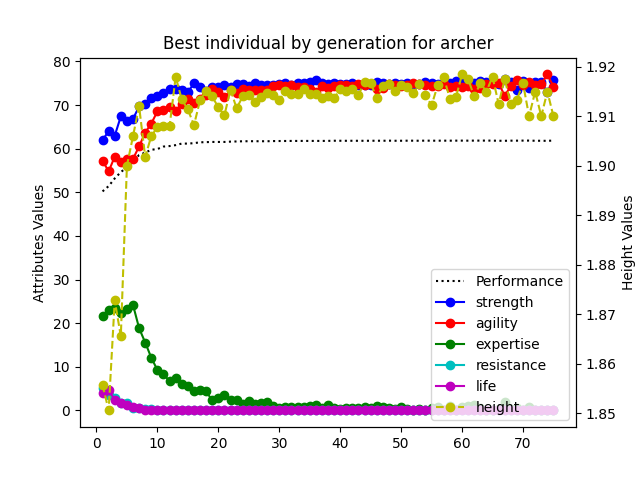 Best individual by generation for archer
80
70
60
50
40
30
20
10
0
Attributes Values
0 10 20 30 40 50 60 70
1.92
1.91
1.90
1.89
1.88
1.87
1.86
1.85
Height Values
Performance
strength
agility
expertise
resistance
life
height